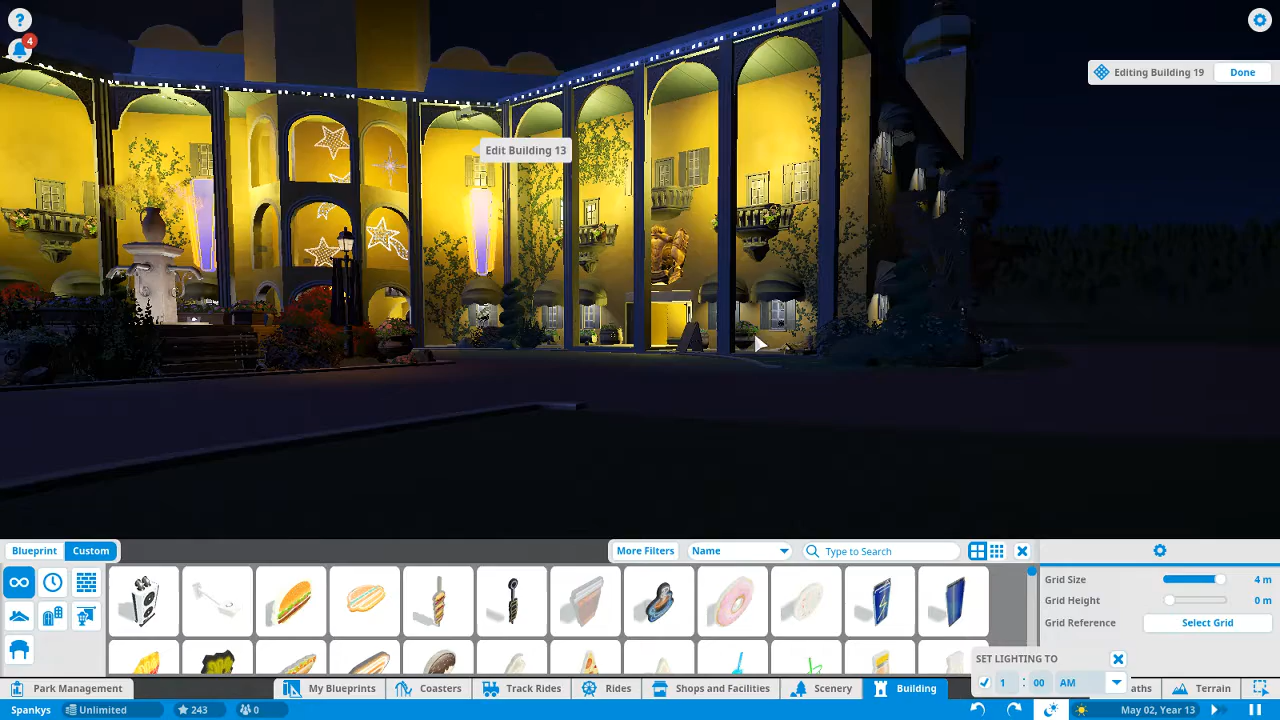 ?
4
Editing Building 19 Done
Edit Building 13
Blueprint Custom More Filters Name Type to Search
Grid Size 4 m
Grid Height 0 m
Grid Reference Select Grid
SET LIGHTING TO
1 : 00 AM
Park Management My Blueprints Coasters Track Rides Rides Shops and Facilities Scenery Building aths Terrain
Spankys Unlimited 243 0 May 02, Year 13